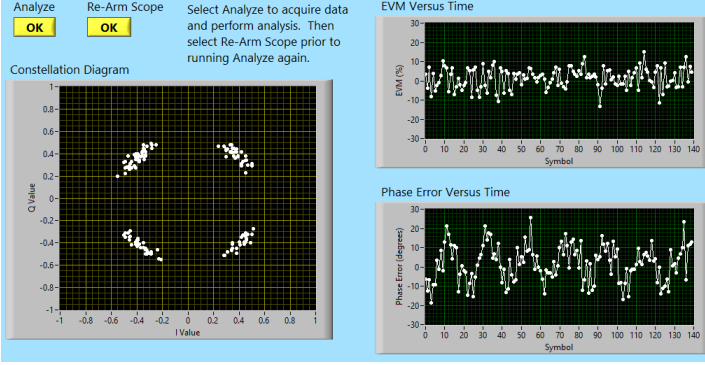 Analyze
OK
Re-Arm Scope
OK
Select Analyze to acquire data
and perform analysis. Then
select Re-Arm Scope prior to
running Analyze again.
Constellation Diagram
1
0.8
0.6
0.4
0.2
0
-0.2
-0.4
-0.6
-0.8
-1
Q Value
-1 -0.8 -0.6 -0.4 -0.2 0 0.2 0.4 0.6 0.8 1
I Value
EVM Versus Time
30
20
10
0
-10
-20
-30
EVM (%)
0 10 20 30 40 50 60 70 80 90 100 110 120 130 140
Symbol
Phase Error Versus Time
30
20
10
0
-10
-20
-30
Phase Error (degrees)
0 10 20 30 40 50 60 70 80 90 100 110 120 130 140
Symbol